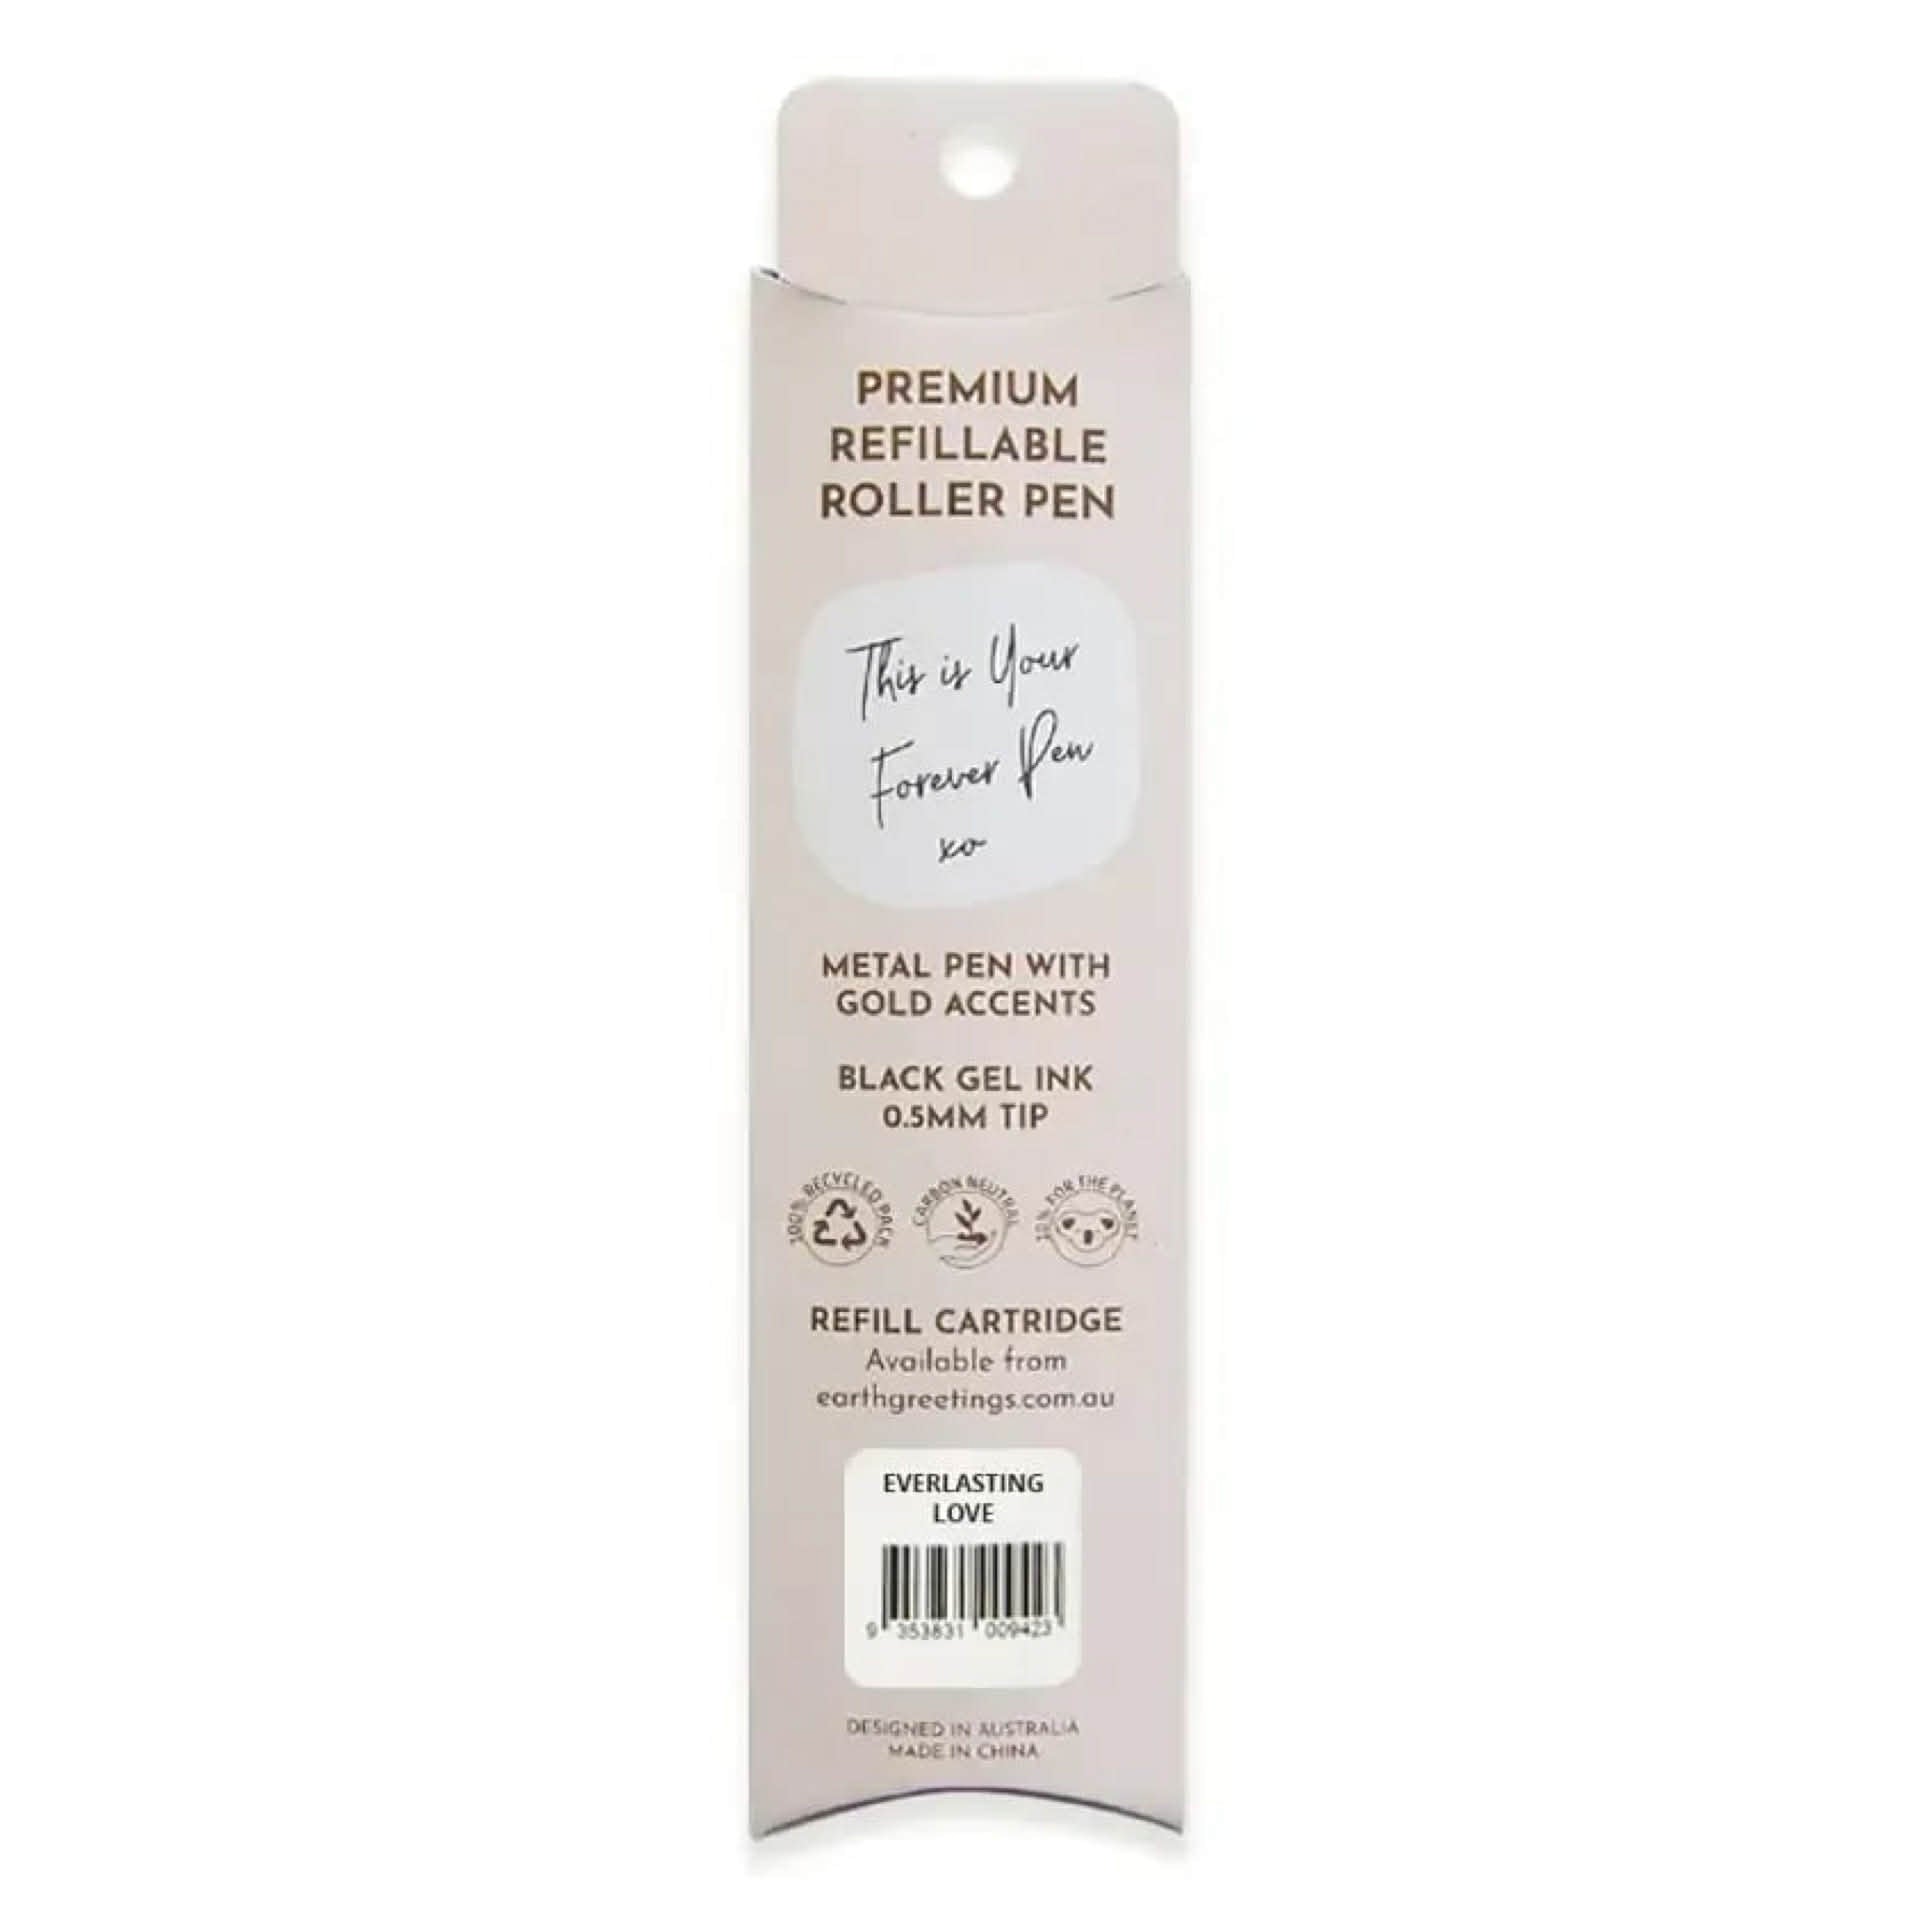 PREMIUM
REFILLABLE
ROLLER PEN
This is Your
Forever Pen
xo
METAL PEN WITH
GOLD ACCENTS
BLACK GEL INK
0.5MM TIP
100% RECYCLED PACK
CARBON NEUTRAL
10% FOR THE PLANET
REFILL CARTRIDGE
Available from
earthgreetings.com.au
EVERLASTING
LOVE
9 353831 009423
DESIGNED IN AUSTRALIA
MADE IN CHINA